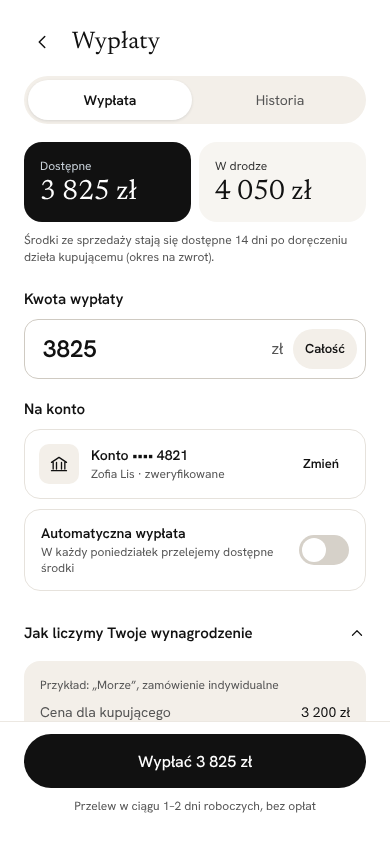 Wypłaty
Wypłata
Historia
Dostępne
3 825 zł
W drodze
4 050 zł
Środki ze sprzedaży stają się dostępne 14 dni po doręczeniu
dzieła kupującemu (okres na zwrot).
Kwota wypłaty
3825
zł
Całość
Na konto
Konto •••• 4821
Zofia Lis · zweryfikowane
Zmień
Automatyczna wypłata
W każdy poniedziałek przelejemy dostępne
środki
Jak liczymy Twoje wynagrodzenie
Przykład: „Morze”, zamówienie indywidualne
Cena dla kupującego
3 200 zł
Wypłać 3 825 zł
Przelew w ciągu 1–2 dni roboczych, bez opłat